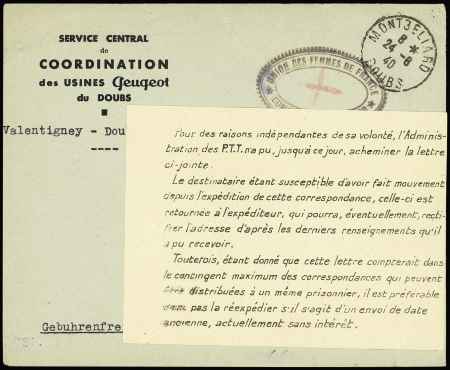 SERVICE CENTRAL
de
COORDINATION
des USINES Peugeot
du DOUBS
MONTBELIARD
8
24-8
40
DOUBS
UNION DES FEMMES DE FRANCE
Valentigney - Dou
----
Pour des raisons indépendantes de sa volonté, l'Adminis-
tration des P.T.T. n'a pu, jusqu'à ce jour, acheminer la lettre
ci-jointe.
Le destinataire étant susceptible d'avoir fait mouvement
depuis l'expédition de cette correspondance, celle-ci est
retournée à l'expéditeur, qui pourra, éventuellement, recti-
fier l'adresse d'après les derniers renseignements qu'il
a pu recevoir.
Toutefois, étant donné que cette lettre compterait dans
le contingent maximum des correspondances qui peuvent
être distribuées à un même prisonnier, il est préférable
de ne pas la réexpédier s'il s'agit d'un envoi de date
ancienne, actuellement sans intérêt.
Gebuhrenfre